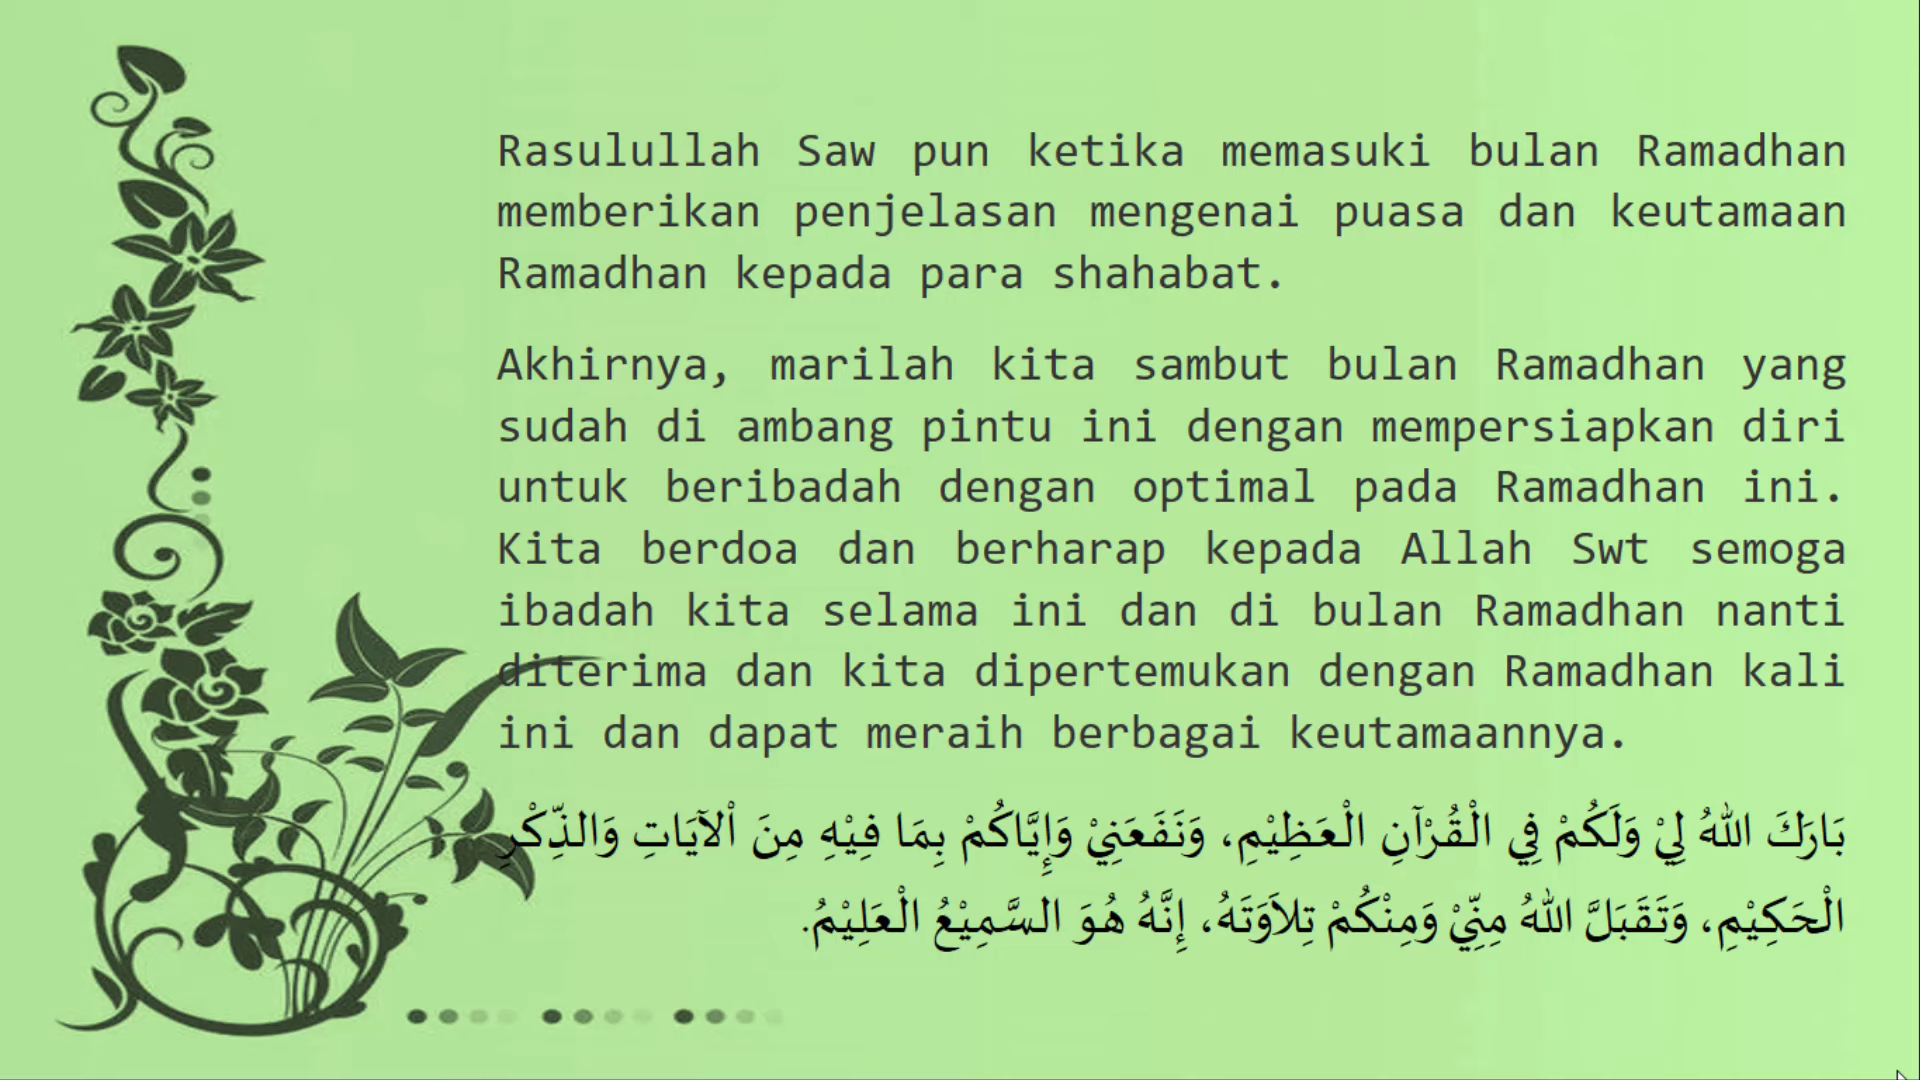 Rasulullah Saw pun ketika memasuki bulan Ramadhan
memberikan penjelasan mengenai puasa dan keutamaan
Ramadhan kepada para shahabat.
Akhirnya, marilah kita sambut bulan Ramadhan yang
sudah di ambang pintu ini dengan mempersiapkan diri
untuk beribadah dengan optimal pada Ramadhan ini.
Kita berdoa dan berharap kepada Allah Swt semoga
ibadah kita selama ini dan di bulan Ramadhan nanti
diterima dan kita dipertemukan dengan Ramadhan kali
ini dan dapat meraih berbagai keutamaannya.
بَارَكَ اللهُ لِيْ وَلَكُمْ فِي الْقُرْآنِ الْعَظِيْمِ، وَنَفَعَنِيْ وَإِيَّاكُمْ بِمَا فِيْهِ مِنَ اْلآيَاتِ وَالذِّكْرِ
الْحَكِيْمِ، وَتَقَبَلَّ اللهُ مِنِّيْ وَمِنْكُمْ تِلاَوَتَهُ، إِنَّهُ هُوَ السَّمِيْعُ الْعَلِيْمُ.